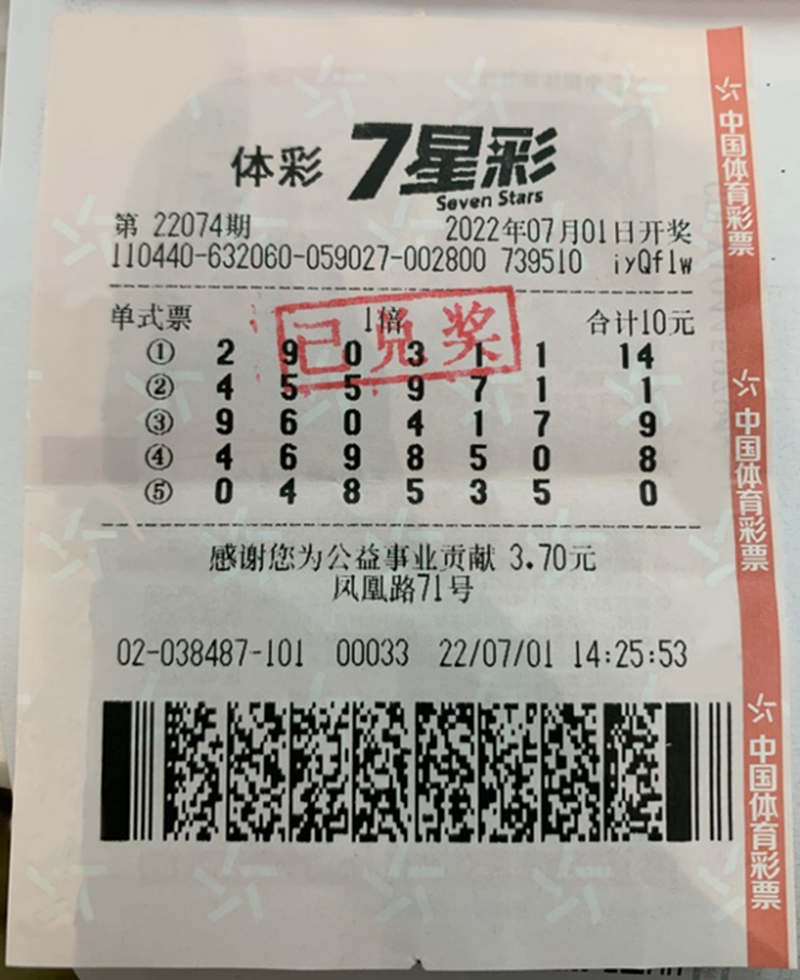 体彩 7星彩
Seven Stars
第 22074期 2022年07月01日开奖
110440-632060-059027-002800 739510 iyQflw
单式票 1倍 合计10元
已兑奖
① 2 9 0 3 1 1 14
② 4 5 5 9 7 1 1
③ 9 6 0 4 1 7 9
④ 4 6 9 8 5 0 8
⑤ 0 4 8 5 3 5 0
感谢您为公益事业贡献 3.70元
凤凰路71号
02-038487-101 00033 22/07/01 14:25:53
中国体育彩票
中国体育彩票
中国体育彩票